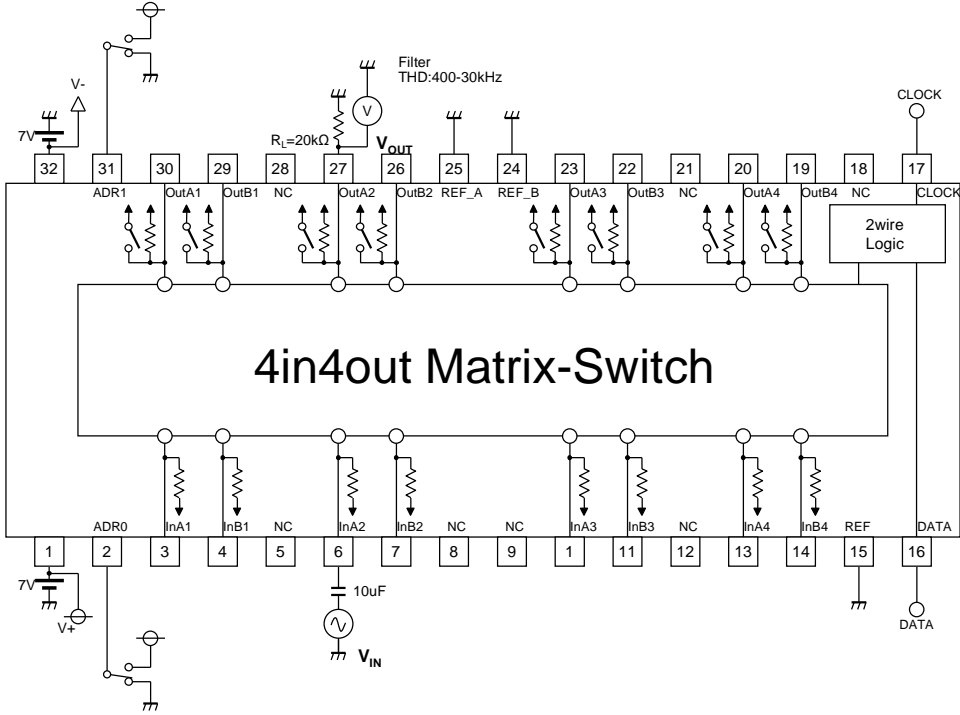 Filter
THD:400-30kHz
V-
CLOCK
7V
RL=20kΩ
V
VOUT
32
31
30
29
28
27
26
25
24
23
22
21
20
19
18
17
ADR1
OutA1
OutB1
NC
OutA2
OutB2
REF_A
REF_B
OutA3
OutB3
NC
OutA4
OutB4
NC
CLOCK
2wire
Logic
4in4out Matrix-Switch
ADR0
InA1
InB1
NC
InA2
InB2
NC
NC
InA3
InB3
NC
InA4
InB4
REF
DATA
1
2
3
4
5
6
7
8
9
1
11
12
13
14
15
16
7V
10uF
V+
DATA
VIN